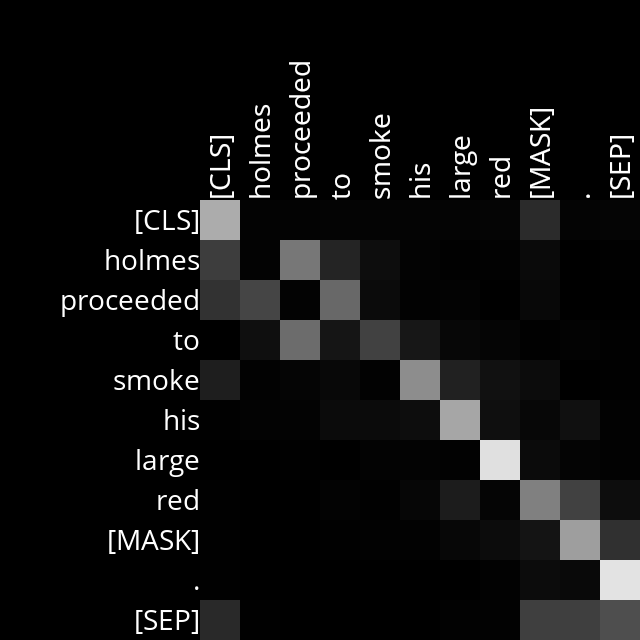 [CLS]
holmes
proceeded
to
smoke
his
large
red
[MASK]
.
[SEP]
[CLS]
holmes
proceeded
to
smoke
his
large
red
[MASK]
.
[SEP]